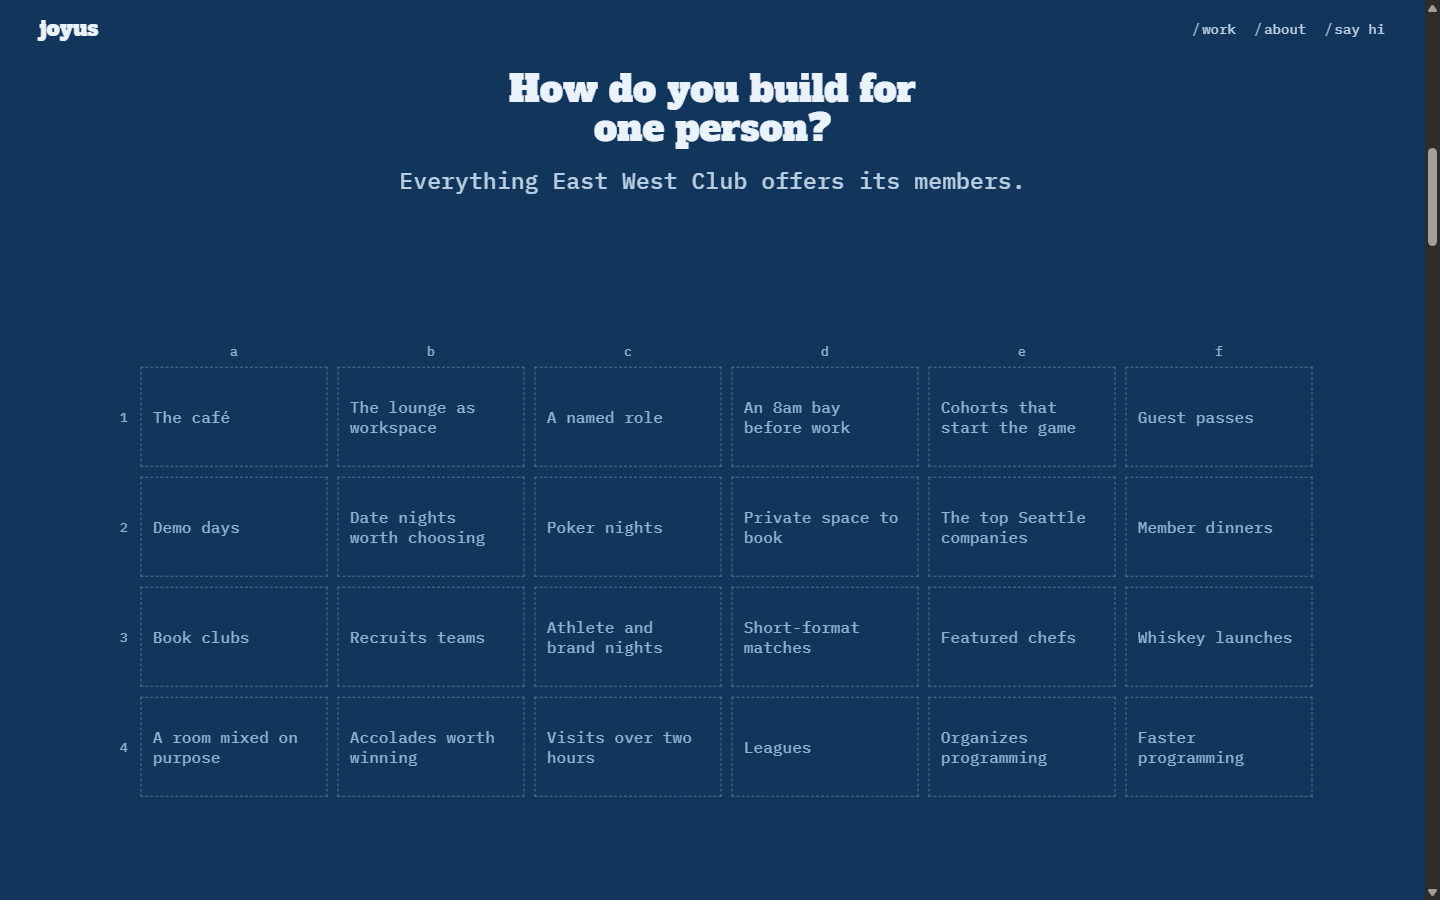 joyus
/work /about /say hi
How do you build for
one person?
Everything East West Club offers its members.
a b c d e f
1
The café
The lounge as
workspace
A named role
An 8am bay
before work
Cohorts that
start the game
Guest passes
2
Demo days
Date nights
worth choosing
Poker nights
Private space to
book
The top Seattle
companies
Member dinners
3
Book clubs
Recruits teams
Athlete and
brand nights
Short-format
matches
Featured chefs
Whiskey launches
4
A room mixed on
purpose
Accolades worth
winning
Visits over two
hours
Leagues
Organizes
programming
Faster
programming